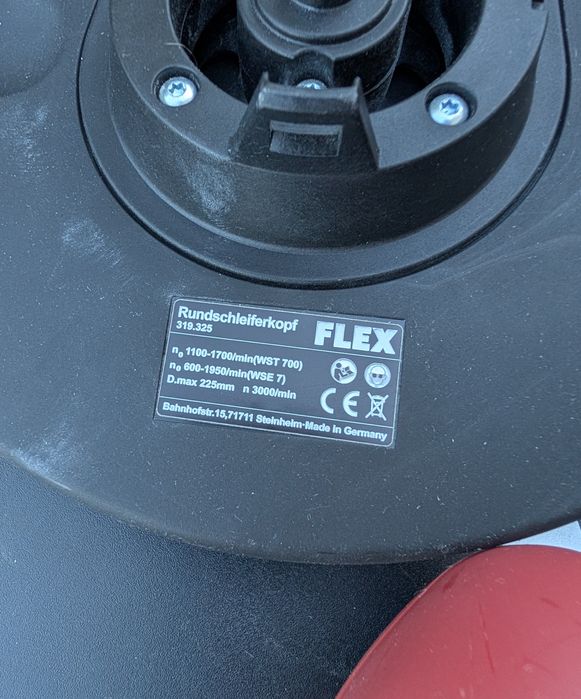 Rundschleiferkopf
319.325
FLEX
n₀ 1100-1700/min(WST 700)
n₀ 600-1950/min(WSE 7)
D.max 225mm n 3000/min
CE
Bahnhofstr.15,71711 Steinheim-Made in Germany